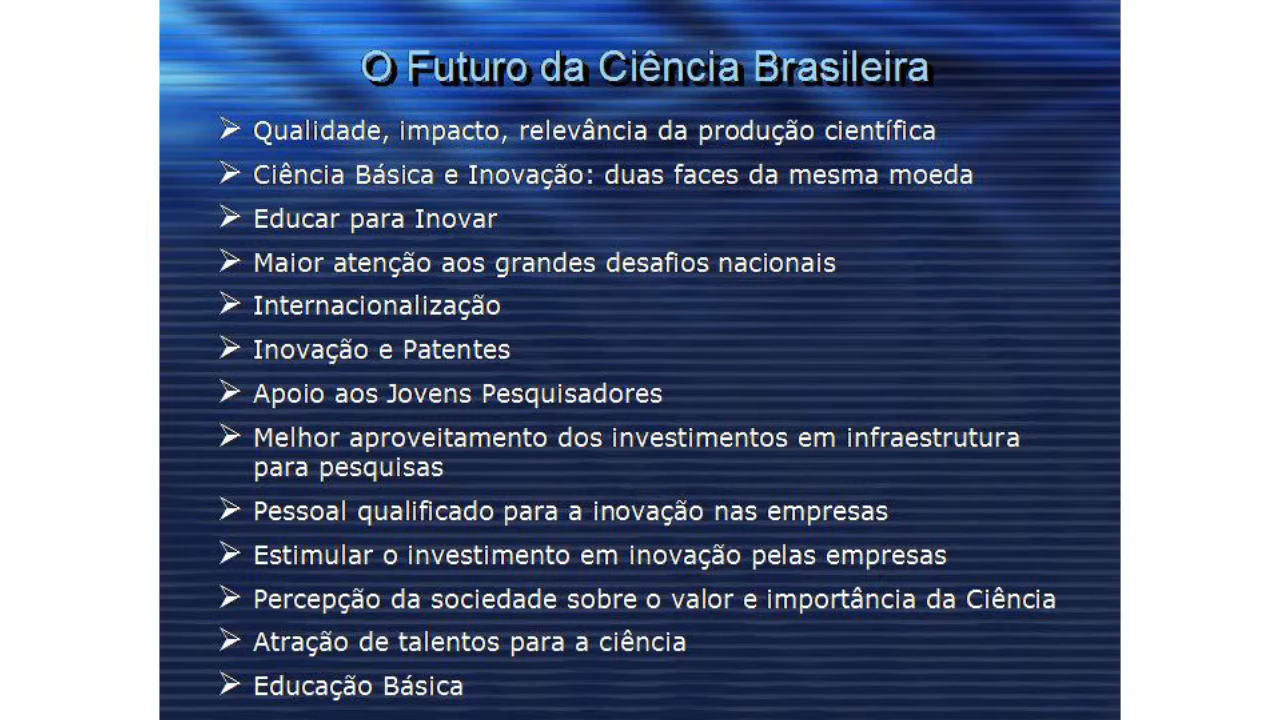 O Futuro da Ciência Brasileira
Qualidade, impacto, relevância da produção científica
Ciência Básica e Inovação: duas faces da mesma moeda
Educar para Inovar
Maior atenção aos grandes desafios nacionais
Internacionalização
Inovação e Patentes
Apoio aos Jovens Pesquisadores
Melhor aproveitamento dos investimentos em infraestrutura
para pesquisas
Pessoal qualificado para a inovação nas empresas
Estimular o investimento em inovação pelas empresas
Percepção da sociedade sobre o valor e importância da Ciência
Atração de talentos para a ciência
Educação Básica